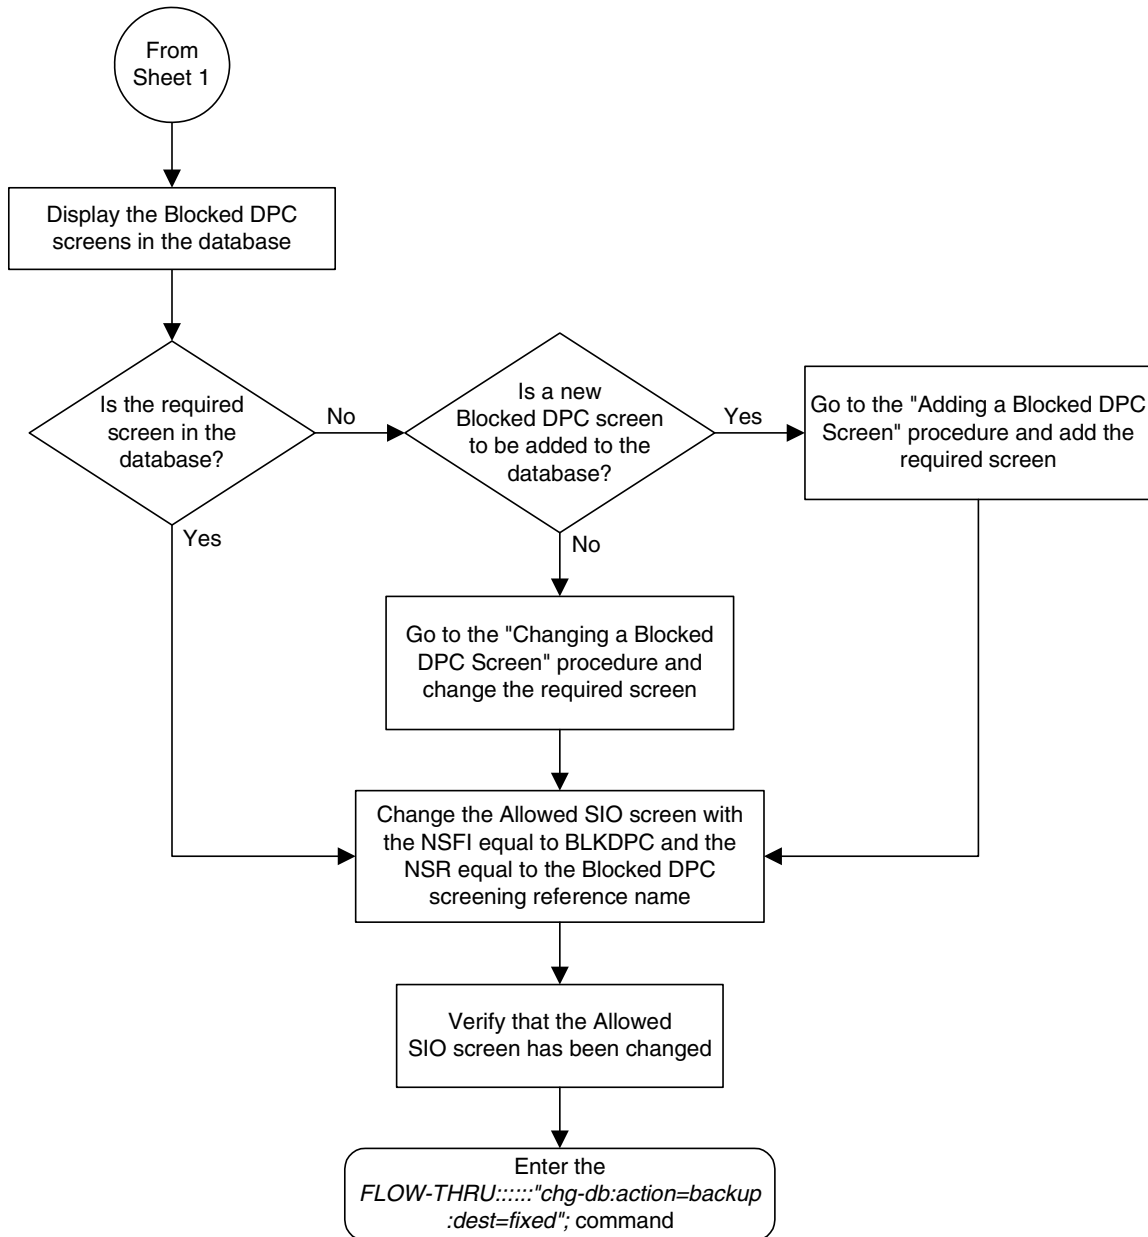 From
Sheet 1
Display the Blocked DPC
screens in the database
Is the required
screen in the
database?
No
Yes
Is a new
Blocked DPC screen
to be added to the
database?
Yes
No
Go to the "Adding a Blocked DPC
Screen" procedure and add the
required screen
Go to the "Changing a Blocked
DPC Screen" procedure and
change the required screen
Change the Allowed SIO screen with
the NSFI equal to BLKDPC and the
NSR equal to the Blocked DPC
screening reference name
Verify that the Allowed
SIO screen has been changed
Enter the
FLOW-THRU::::::"chg-db:action=backup
:dest=fixed"; command